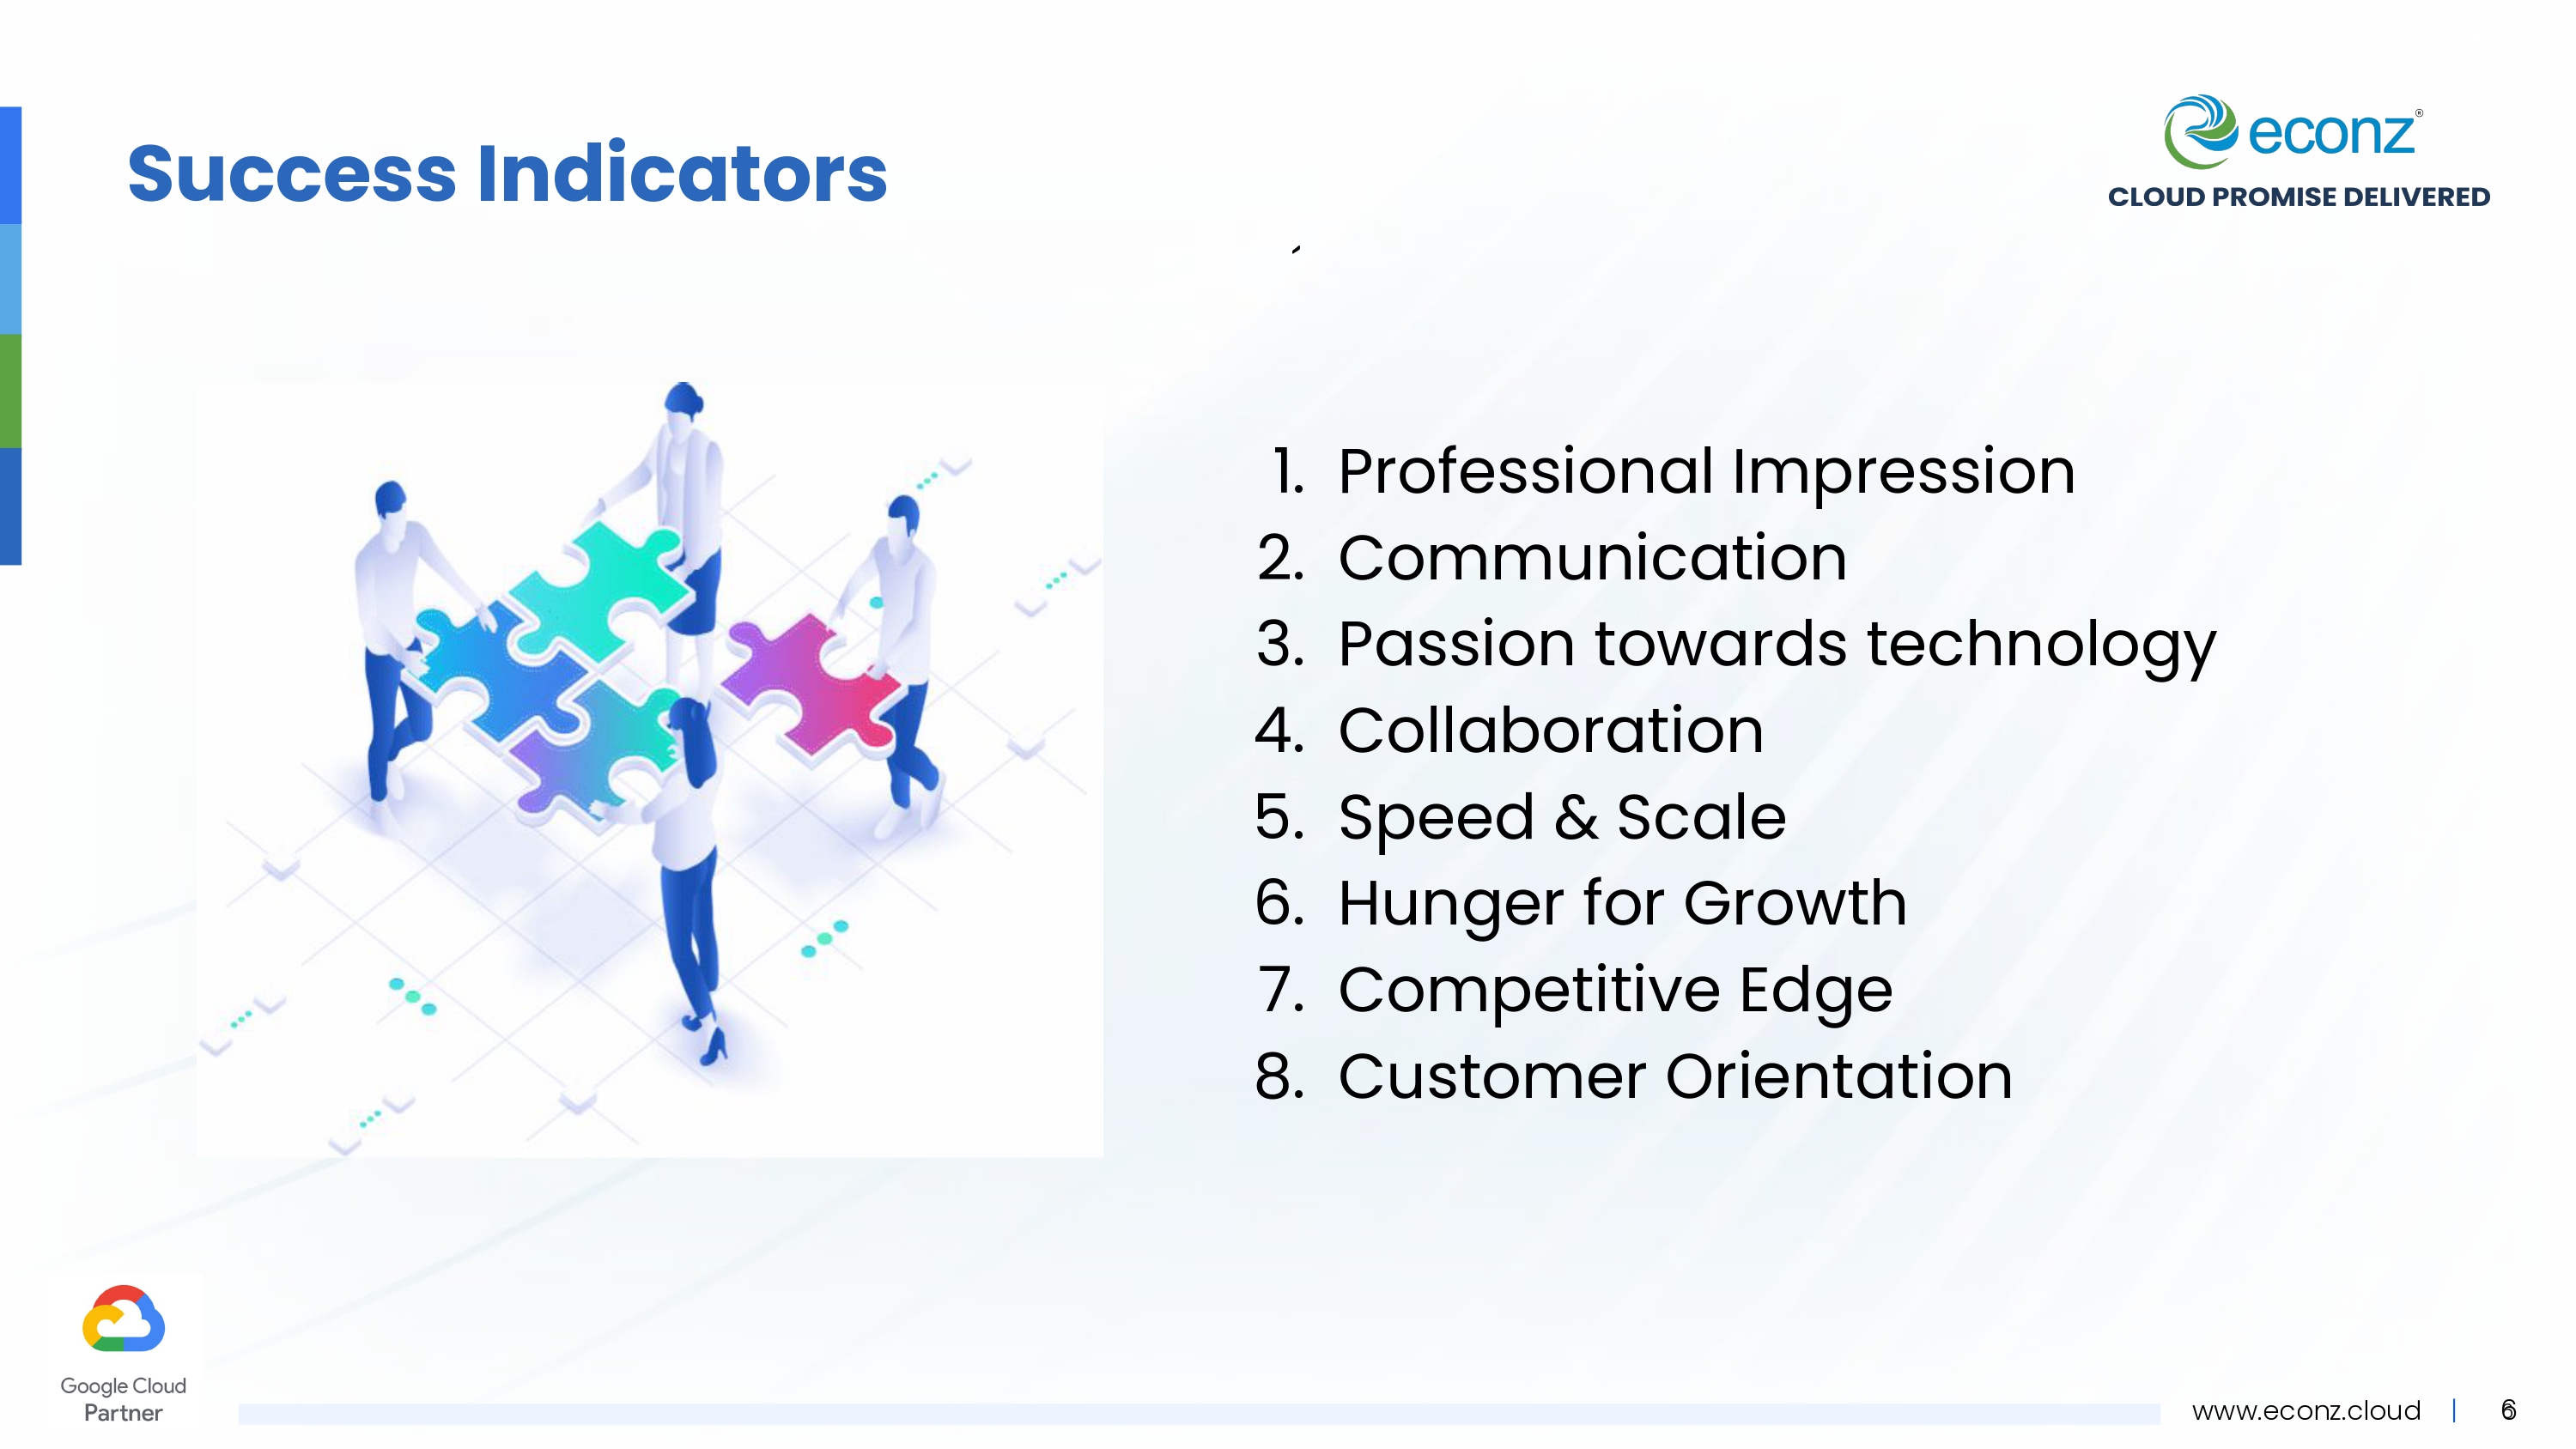 Success Indicators
econz®
CLOUD PROMISE DELIVERED
1. Professional Impression
2. Communication
3. Passion towards technology
4. Collaboration
5. Speed & Scale
6. Hunger for Growth
7. Competitive Edge
8. Customer Orientation
Google Cloud
Partner
www.econz.cloud | 6